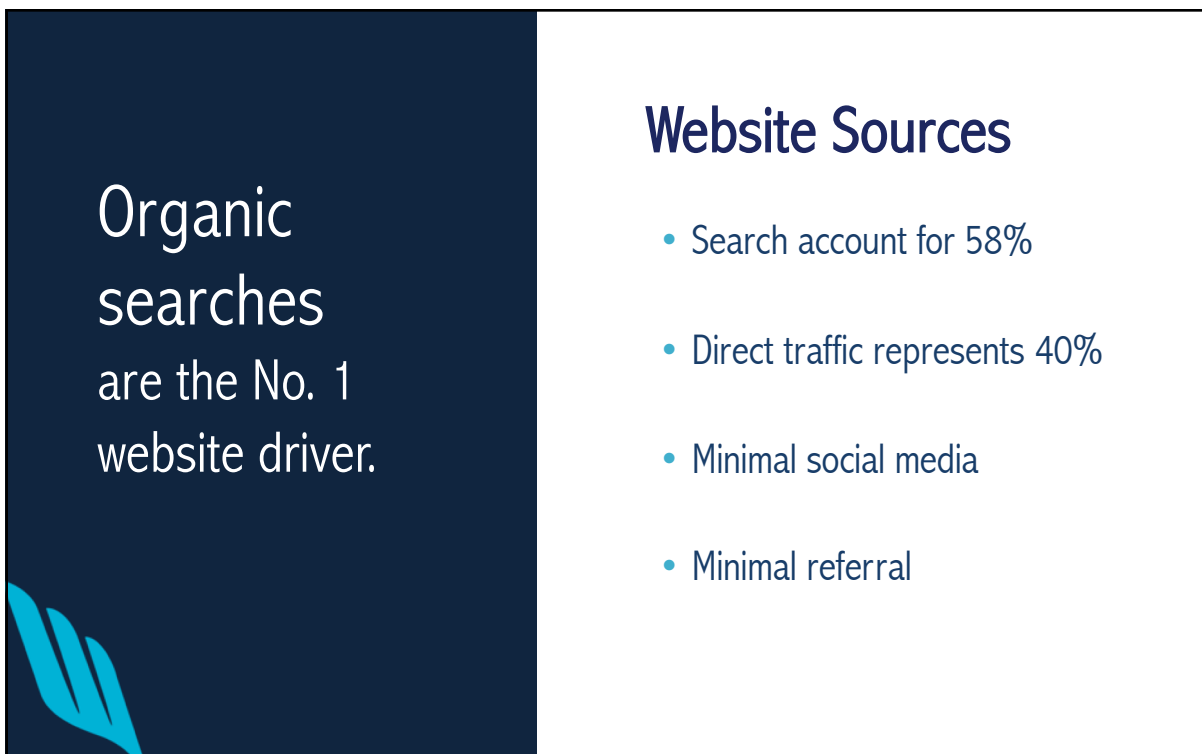 Organic
searches
are the No. 1
website driver.
Website Sources
• Search account for 58%
• Direct traffic represents 40%
• Minimal social media
• Minimal referral